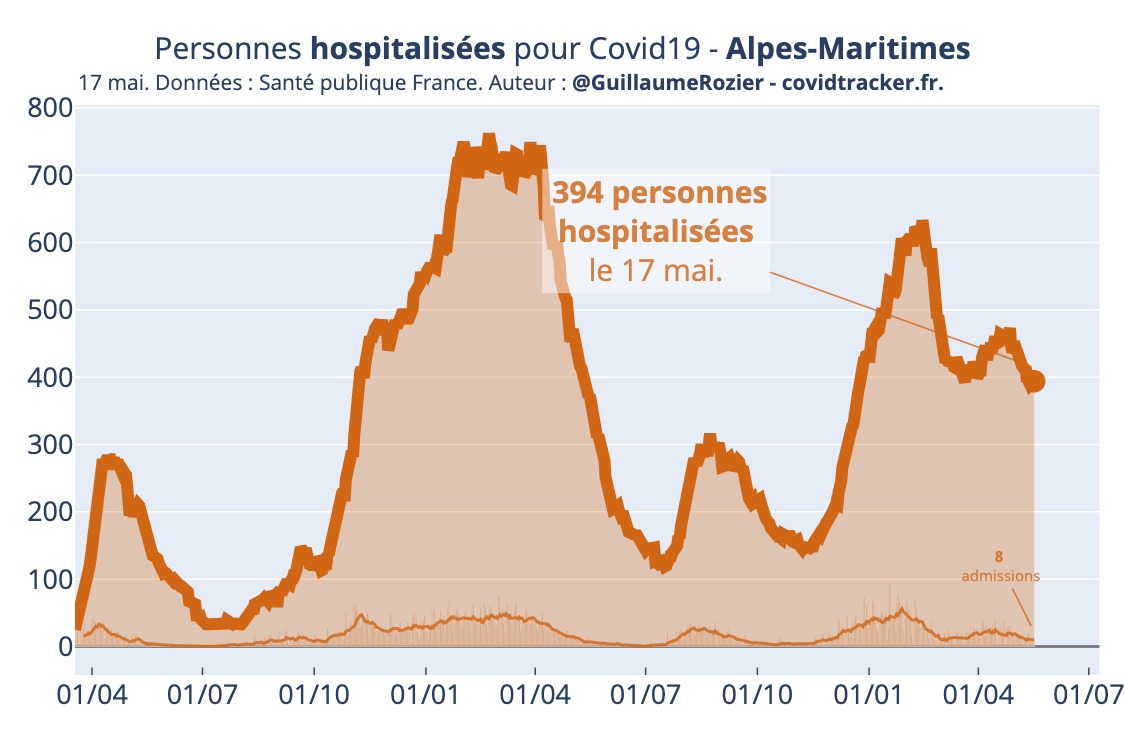 Personnes hospitalisées pour Covid19 - Alpes-Maritimes
17 mai. Données : Santé publique France. Auteur : @GuillaumeRozier - covidtracker.fr.
800
700
600
500
400
300
200
100
0
394 personnes
hospitalisées
le 17 mai.
8
admissions
01/04 01/07 01/10 01/01 01/04 01/07 01/10 01/01 01/04 01/07